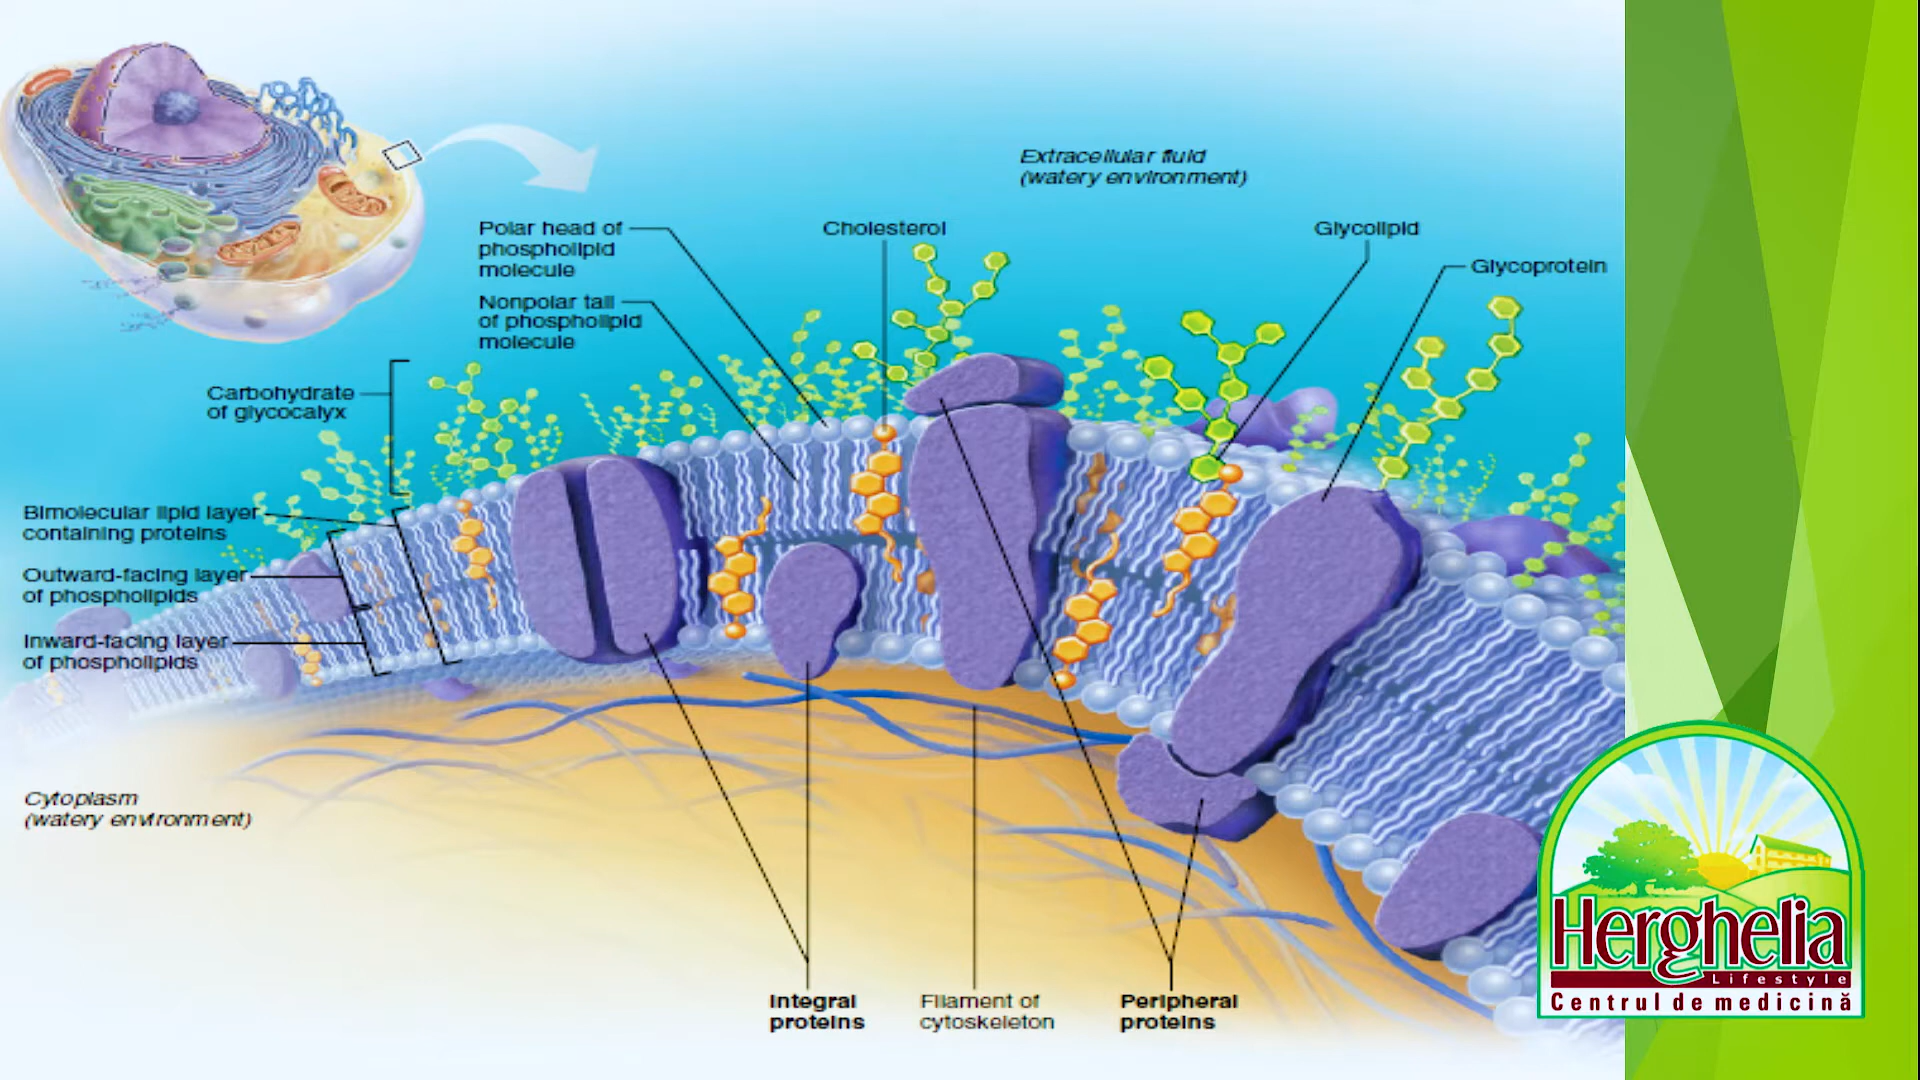 Extracellular fluid
(watery environment)
Polar head of
phospholipid
molecule
Cholesterol
Glycolipid
Glycoprotein
Nonpolar tail
of phospholipid
molecule
Carbohydrate
of glycocalyx
Bimolecular lipid layer
containing proteins
Outward-facing layer
of phospholipids
Inward-facing layer
of phospholipids
Cytoplasm
(watery environment)
Integral
proteins
Filament of
cytoskeleton
Peripheral
proteins
Herghelia
Lifestyle
Centrul de medicină